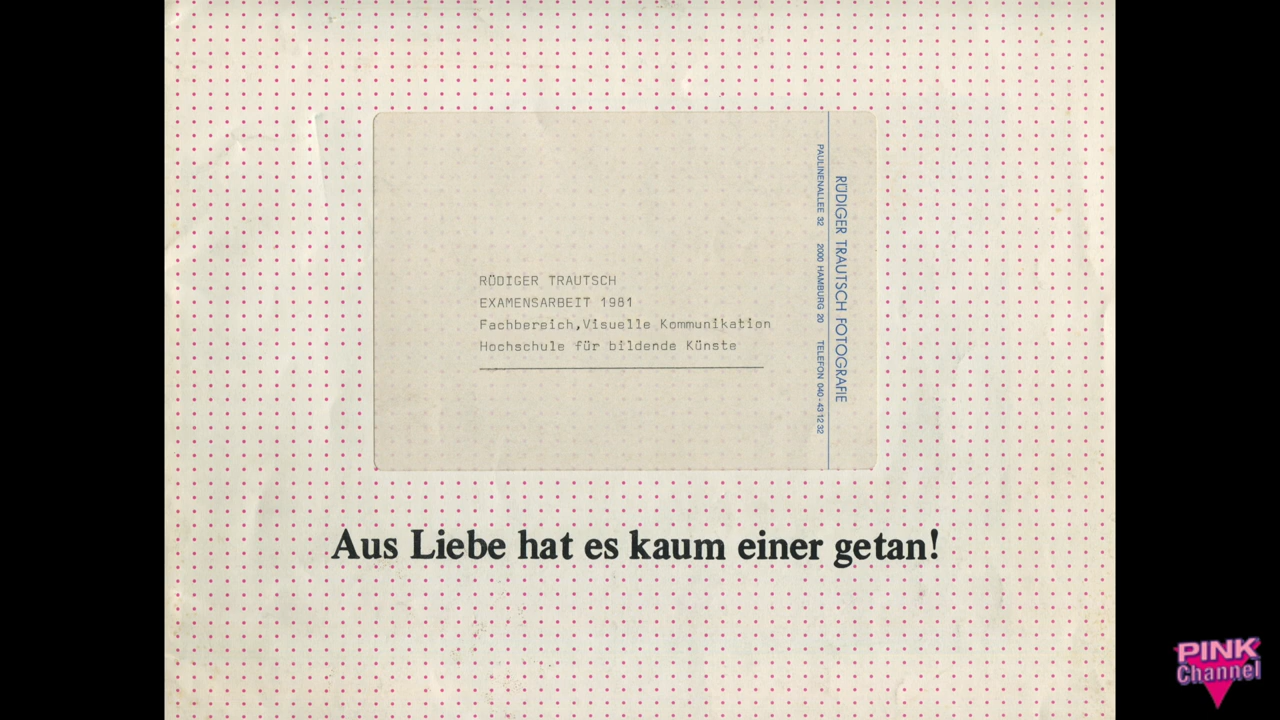 RÜDIGER TRAUTSCH
EXAMENSARBEIT 1981
Fachbereich,Visuelle Kommunikation
Hochschule für bildende Künste
RÜDIGER TRAUTSCH FOTOGRAFIE
PAULINENALLEE 32 2000 HAMBURG 20 TELEFON 040-43 12 32
Aus Liebe hat es kaum einer getan!
PINK
Channel